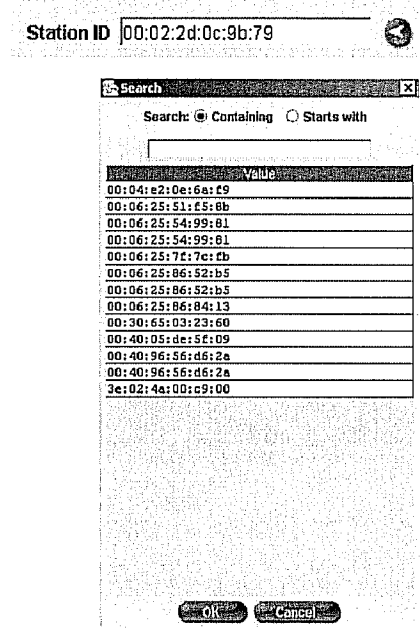 Station ID 00:02:2d:0c:9b:79
Search
Search: Containing Starts with
Value
00:04:e2:0e:6a:f9
00:06:25:51:f5:8b
00:06:25:54:99:81
00:06:25:54:99:81
00:06:25:7f:7c:fb
00:06:25:86:52:b5
00:06:25:86:52:b5
00:06:25:86:84:13
00:30:65:03:23:60
00:40:05:de:5f:09
00:40:96:56:d6:2a
00:40:96:56:d6:2a
3e:02:4a:00:c9:00
OK Cancel